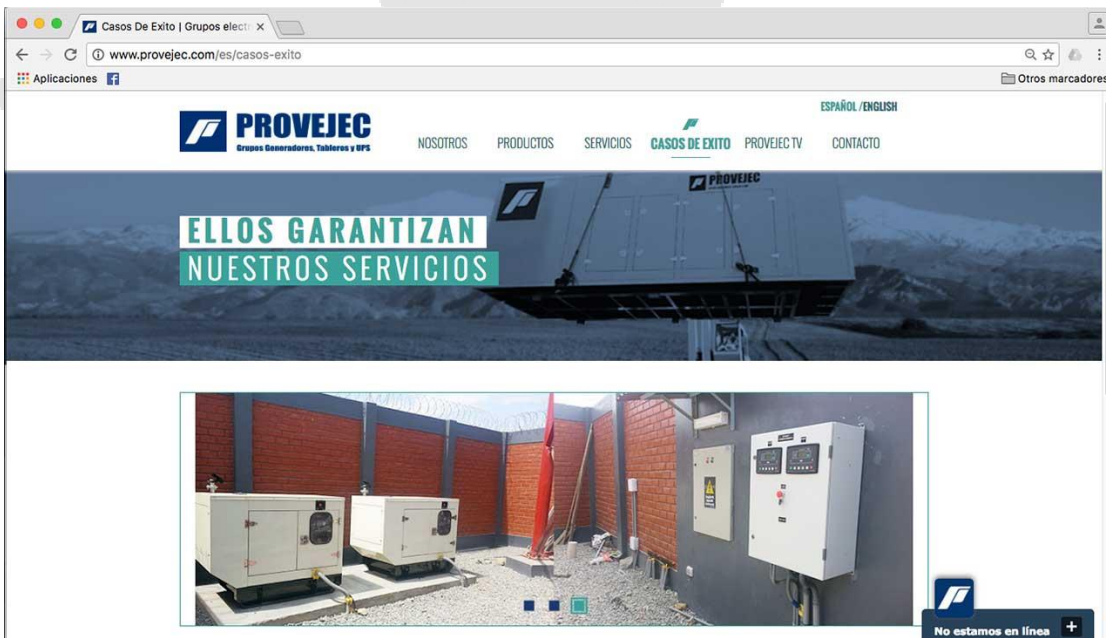 Casos De Exito | Grupos elect
www.provejec.com/es/casos-exito
Aplicaciones
Otros marcadores
ESPAÑOL / ENGLISH
PROVEJEC
Grupos Generadores, Tableros y UPS
NOSOTROS
PRODUCTOS
SERVICIOS
CASOS DE EXITO
PROVEJEC TV
CONTACTO
PROVEJEC
ELLOS GARANTIZAN
NUESTROS SERVICIOS
No estamos en línea